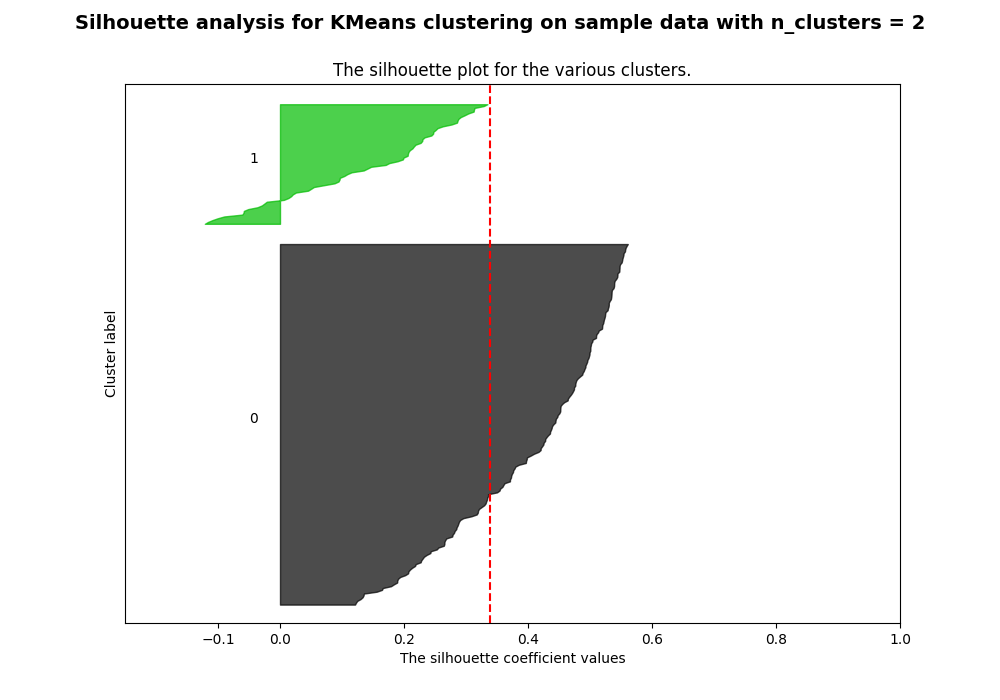 Silhouette analysis for KMeans clustering on sample data with n_clusters = 2
The silhouette plot for the various clusters.
1
0
Cluster label
−0.1 0.0 0.2 0.4 0.6 0.8 1.0
The silhouette coefficient values